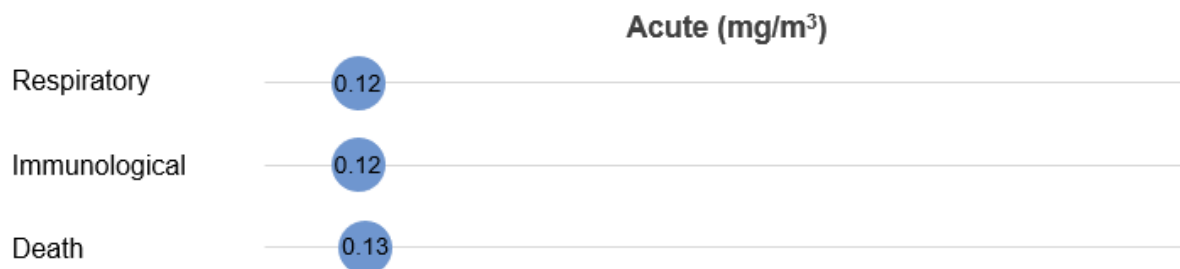 Acute (mg/m³)
Respiratory 0.12
Immunological 0.12
Death 0.13